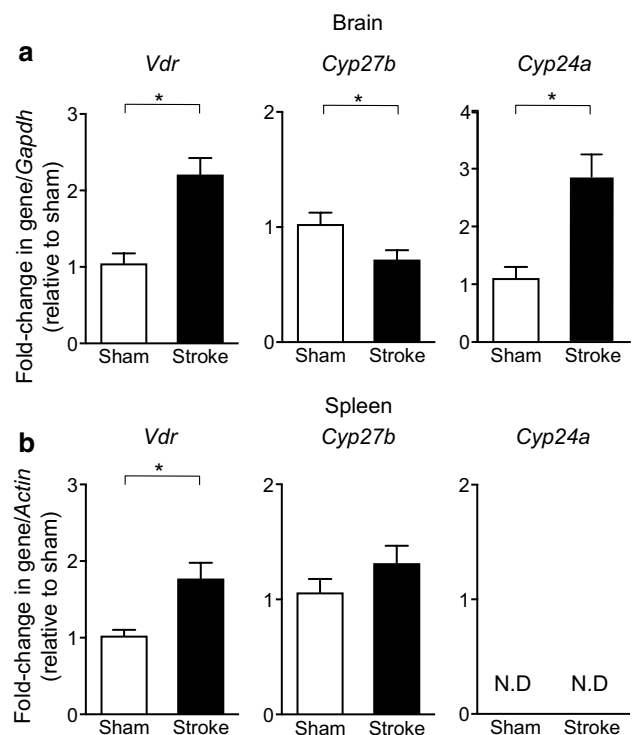 Brain
a
Vdr
Cyp27b
Cyp24a
Fold-change in gene/Gapdh
(relative to sham)
3
2
1
0
*
Sham Stroke
2
1
0
*
Sham Stroke
4
3
2
1
0
*
Sham Stroke
Spleen
b
Vdr
Cyp27b
Cyp24a
Fold-change in gene/Actin
(relative to sham)
3
2
1
0
*
Sham Stroke
2
1
0
Sham Stroke
2
1
0
N.D N.D
Sham Stroke